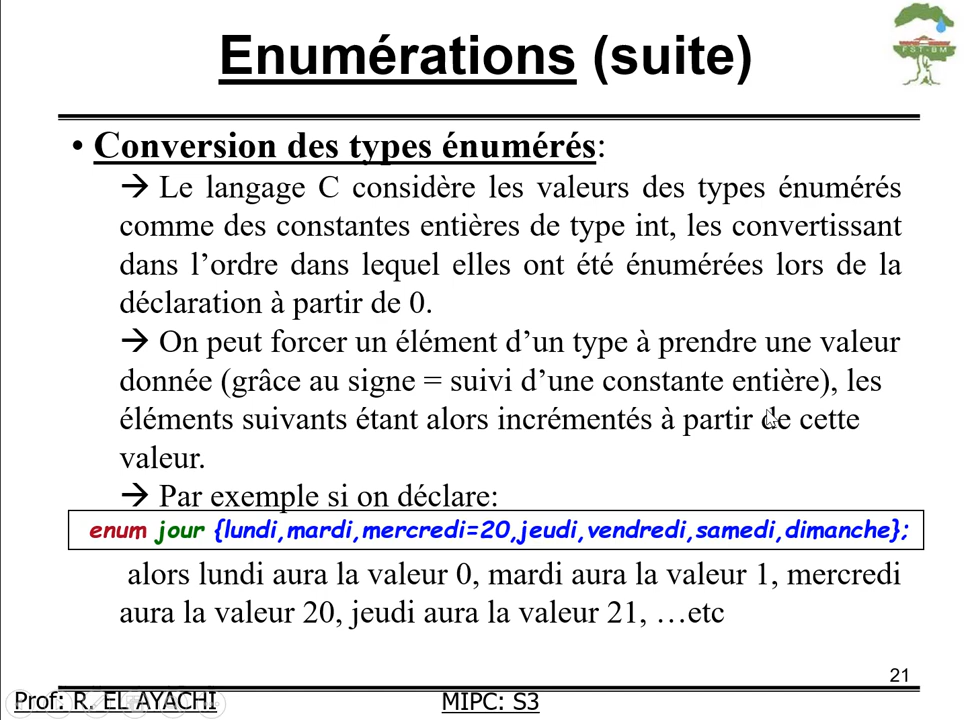 Enumérations (suite)
FST-BM
• Conversion des types énumérés:
→ Le langage C considère les valeurs des types énumérés
comme des constantes entières de type int, les convertissant
dans l’ordre dans lequel elles ont été énumérées lors de la
déclaration à partir de 0.
→ On peut forcer un élément d’un type à prendre une valeur
donnée (grâce au signe = suivi d’une constante entière), les
éléments suivants étant alors incrémentés à partir de cette
valeur.
→ Par exemple si on déclare:
enum jour {lundi,mardi,mercredi=20,jeudi,vendredi,samedi,dimanche};
alors lundi aura la valeur 0, mardi aura la valeur 1, mercredi
aura la valeur 20, jeudi aura la valeur 21, …etc
21
Prof: R. EL AYACHI
MIPC: S3